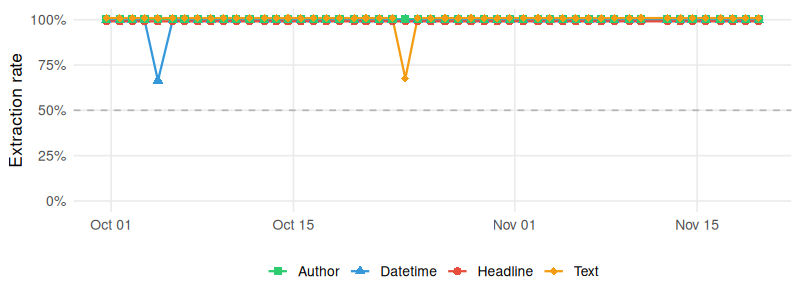 Extraction rate
100%
75%
50%
25%
0%
Oct 01 Oct 15 Nov 01 Nov 15
Author Datetime Headline Text